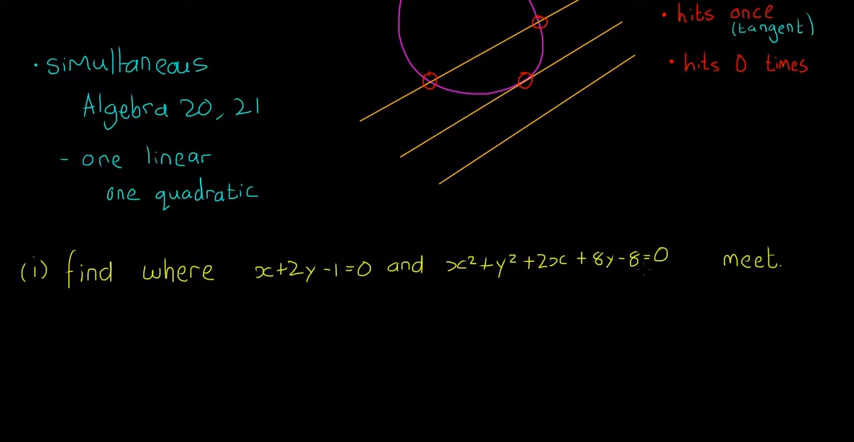 • hits once
(tangent)
• hits 0 times
• simultaneous
Algebra 20, 21
- one linear
one quadratic
(i) find where x+2y-1=0 and x²+y²+2x+8y-8=0 meet.